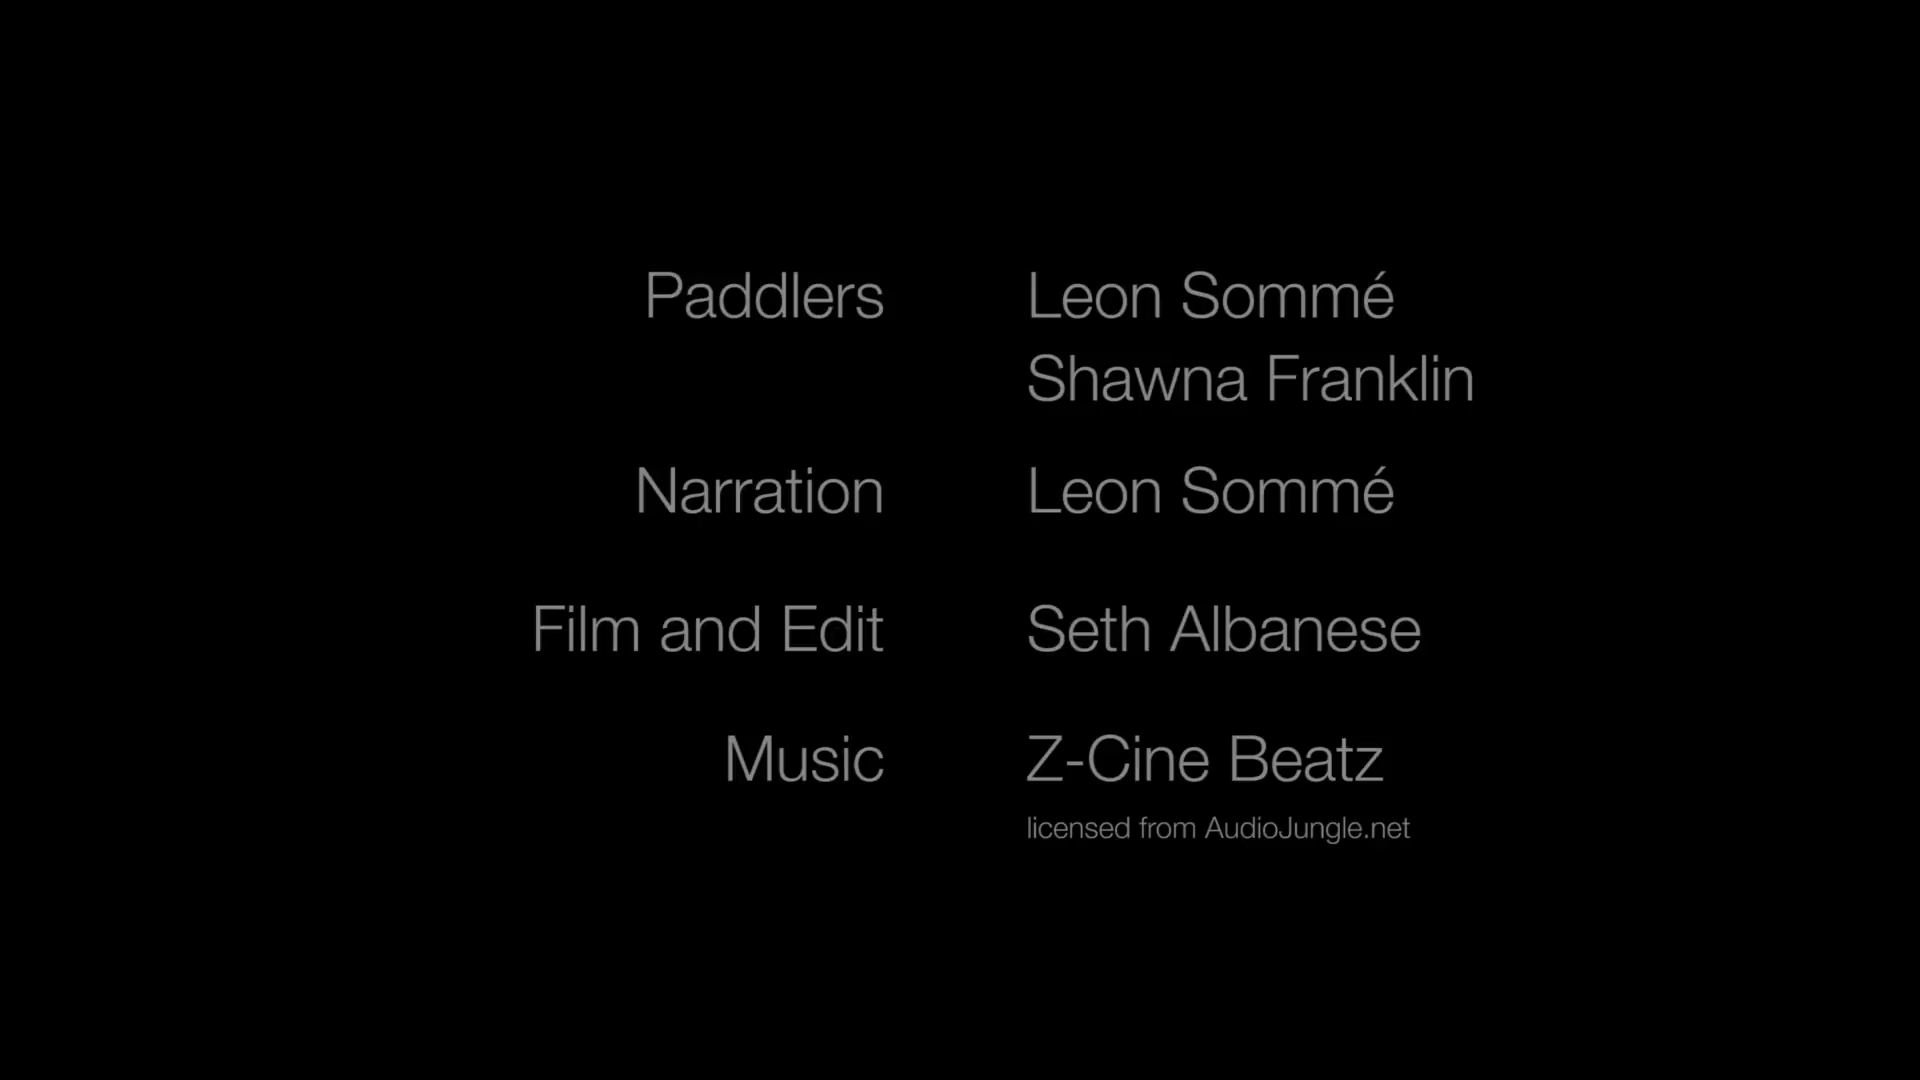 Paddlers Leon Sommé
Shawna Franklin
Narration Leon Sommé
Film and Edit Seth Albanese
Music Z-Cine Beatz
licensed from AudioJungle.net